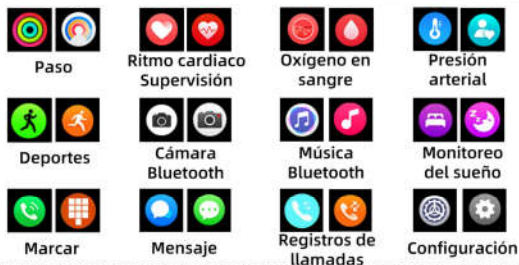 Paso
Ritmo cardiaco
Supervisión
Oxígeno en
sangre
Presión
arterial
Deportes
Cámara
Bluetooth
Música
Bluetooth
Monitoreo
del sueño
Marcar
Mensaje
Registros de
llamadas
Configuración